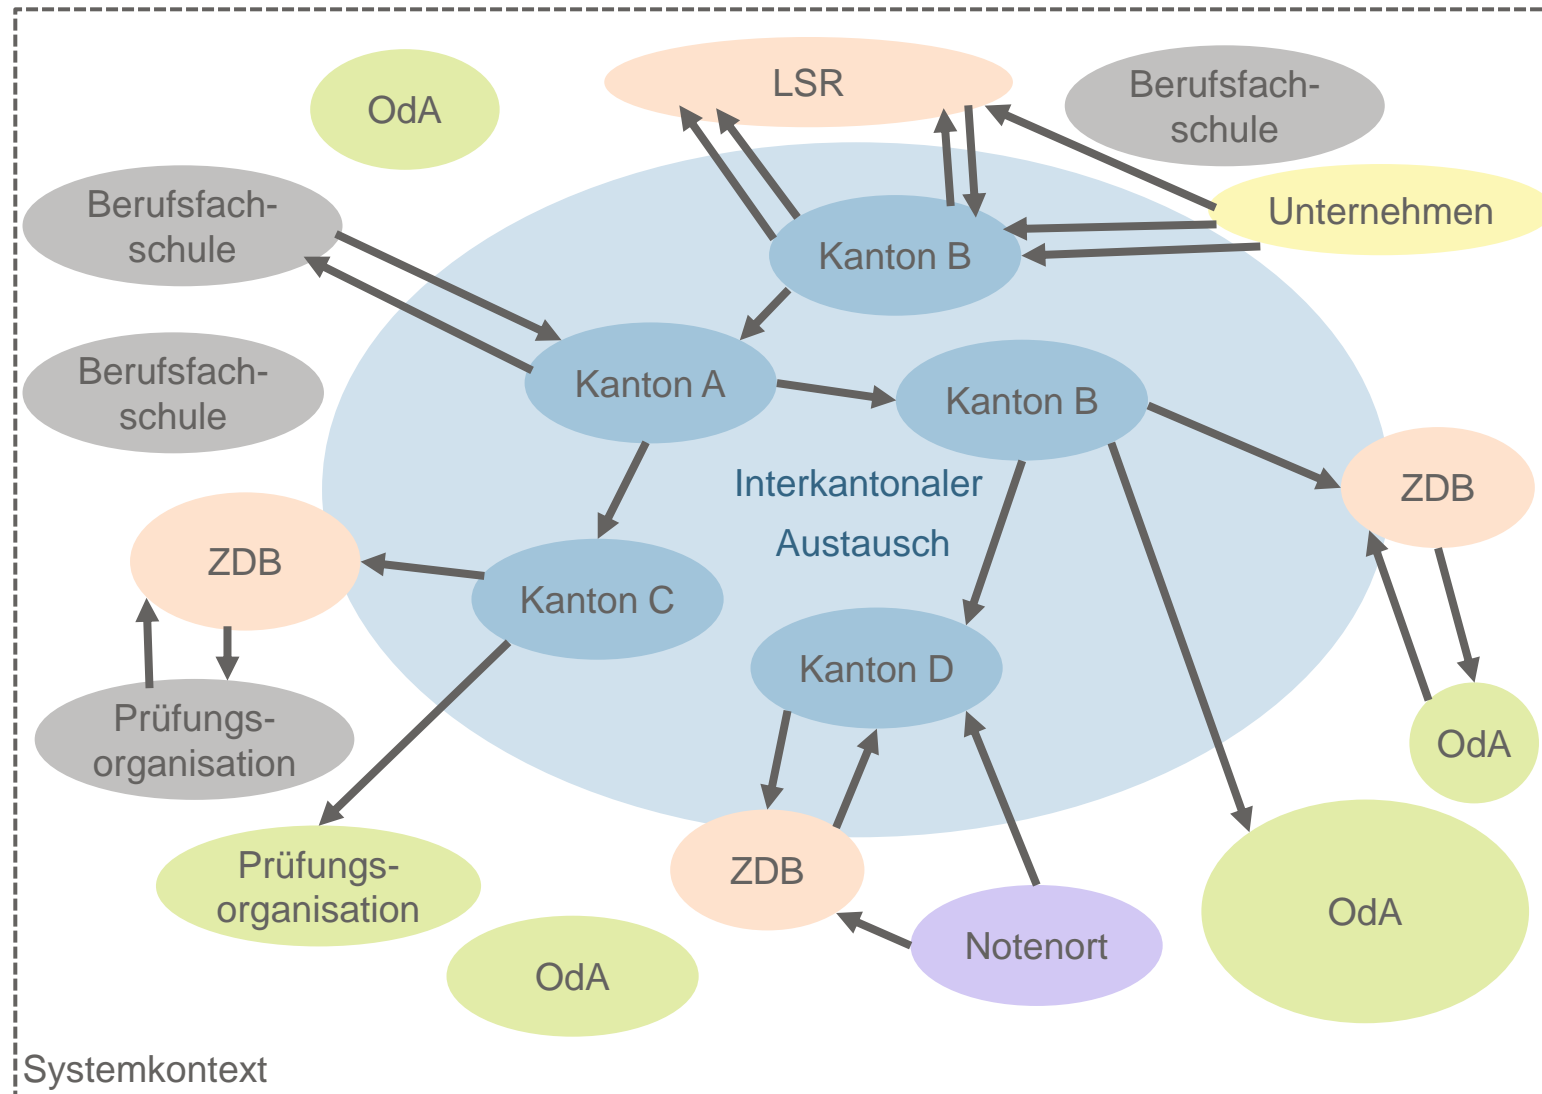 LSR
OdA
Berufsfach-
schule
Berufsfach-
schule
Unternehmen
Kanton B
Berufsfach-
schule
Kanton A
Kanton B
Interkantonaler
Austausch
ZDB
ZDB
Kanton C
Kanton D
Prüfungs-
organisation
OdA
Prüfungs-
organisation
ZDB
OdA
Notenort
OdA
Systemkontext